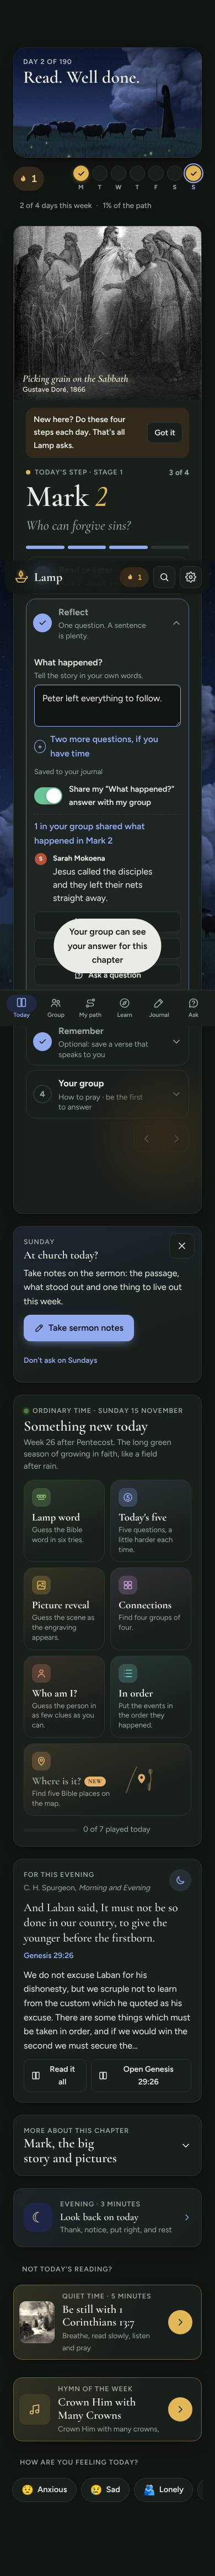 DAY 2 OF 190
Read. Well done.
1
M T W T F S S
2 of 4 days this week · 1% of the path
Picking grain on the Sabbath
Gustave Doré, 1866
New here? Do these four
steps each day. That's all
Lamp asks.
Got it
TODAY'S STEP · STAGE 1
3 of 4
Mark 2
Who can forgive sins?
Lamp
1
Reflect
One question. A sentence
is plenty.
What happened?
Tell the story in your own words.
Peter left everything to follow.
Two more questions, if you
have time
Saved to your journal
Share my "What happened?"
answer with my group
1 in your group shared what
happened in Mark 2
S
Sarah Mokoena
Jesus called the disciples
and they left their nets
straight away.
Your group can see
your answer for this
chapter
Ask a question
Today
Group
My path
Learn
Journal
Ask
Remember
Optional: save a verse that
speaks to you
4
Your group
How to pray · be the first
to answer
SUNDAY
At church today?
Take notes on the sermon: the passage,
what stood out and one thing to live out
this week.
Take sermon notes
Don't ask on Sundays
ORDINARY TIME · SUNDAY 15 NOVEMBER
Something new today
Week 26 after Pentecost. The long green
season of growing in faith, like a field
after rain.
Lamp word
Guess the Bible
word in six tries.
Today's five
Five questions, a
little harder each
time.
Picture reveal
Guess the scene as
the engraving
appears.
Connections
Find four groups of
four.
Who am I?
Guess the person in
as few clues as you
can.
In order
Put the events in
the order they
happened.
Where is it? NEW
Find five Bible places on
the map.
0 of 7 played today
FOR THIS EVENING
C. H. Spurgeon, Morning and Evening
And Laban said, It must not be so
done in our country, to give the
younger before the firstborn.
Genesis 29:26
We do not excuse Laban for his
dishonesty, but we scruple not to learn
from the custom which he quoted as his
excuse. There are some things which must
be taken in order, and if we would win the
second we must secure the...
Read it
all
Open Genesis
29:26
MORE ABOUT THIS CHAPTER
Mark, the big
story and pictures
EVENING · 3 MINUTES
Look back on today
Thank, notice, put right, and rest
NOT TODAY'S READING?
QUIET TIME · 5 MINUTES
Be still with 1
Corinthians 13:7
Breathe, read slowly, listen
and pray
HYMN OF THE WEEK
Crown Him with
Many Crowns
Crown Him with many crowns,
HOW ARE YOU FEELING TODAY?
Anxious
Sad
Lonely